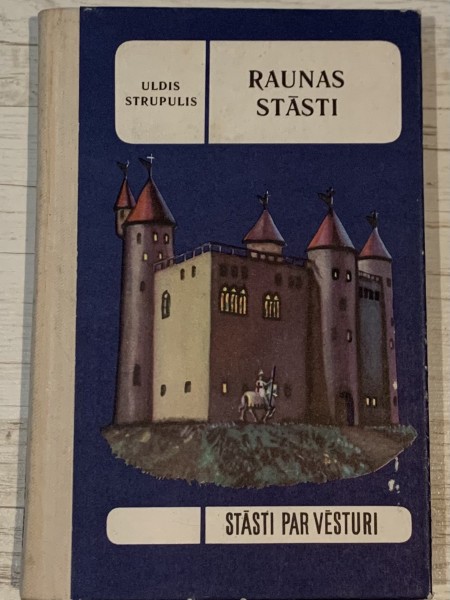 ULDIS
STRUPULIS
RAUNAS
STĀSTI
STĀSTI PAR VĒSTURI